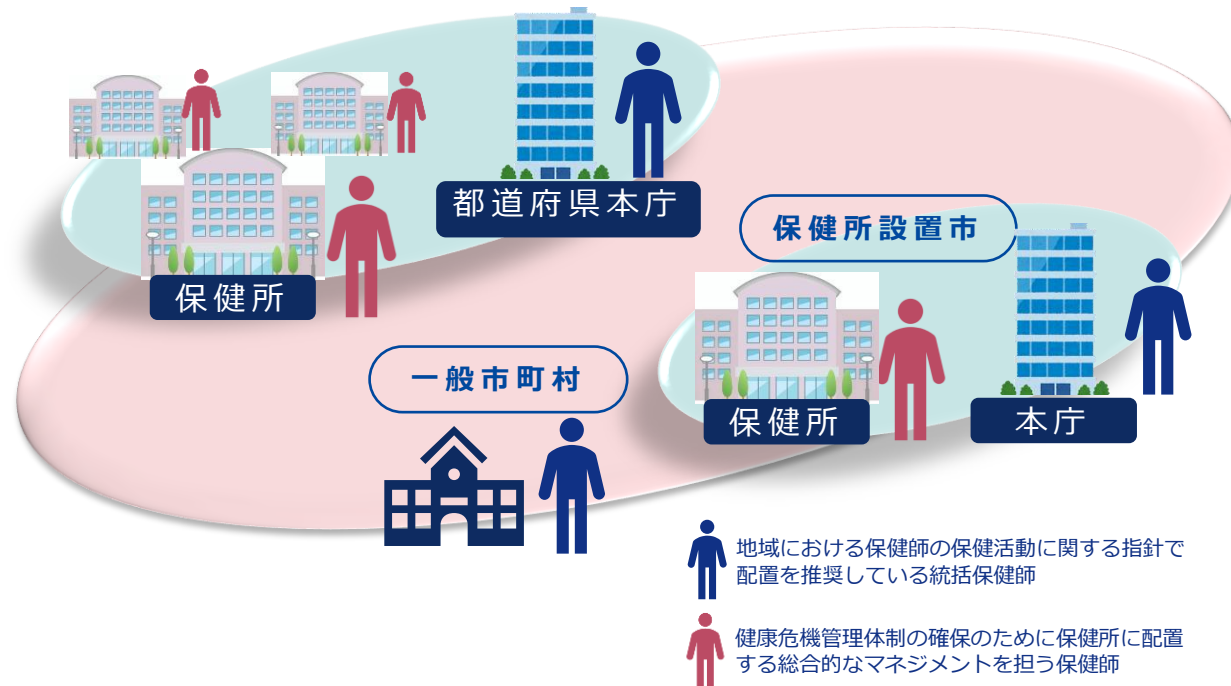 都道府県本庁
保健所
保健所設置市
一般市町村
保健所
本庁
地域における保健師の保健活動に関する指針で
配置を推奨している統括保健師
健康危機管理体制の確保のために保健所に配置
する総合的なマネジメントを担う保健師